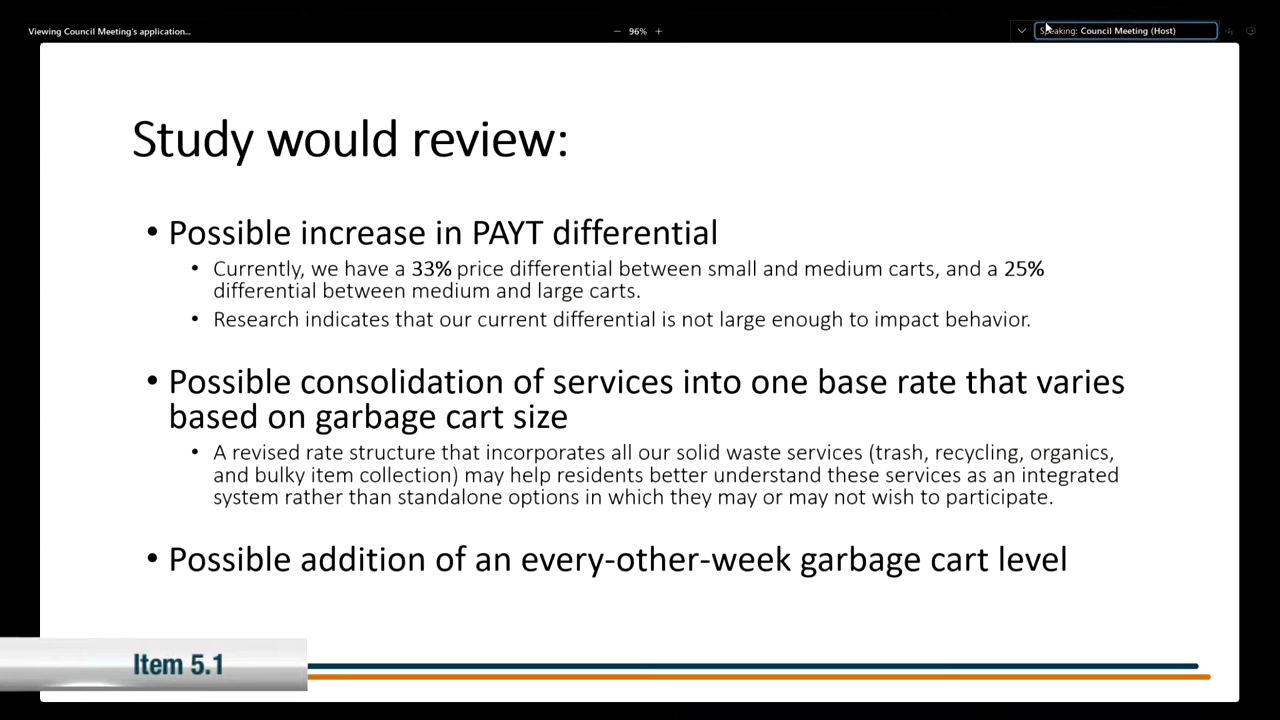 Viewing Council Meeting's application...
− 96% +
Speaking: Council Meeting (Host)
Study would review:
• Possible increase in PAYT differential
• Currently, we have a 33% price differential between small and medium carts, and a 25%
differential between medium and large carts.
• Research indicates that our current differential is not large enough to impact behavior.
• Possible consolidation of services into one base rate that varies
based on garbage cart size
• A revised rate structure that incorporates all our solid waste services (trash, recycling, organics,
and bulky item collection) may help residents better understand these services as an integrated
system rather than standalone options in which they may or may not wish to participate.
• Possible addition of an every-other-week garbage cart level
Item 5.1